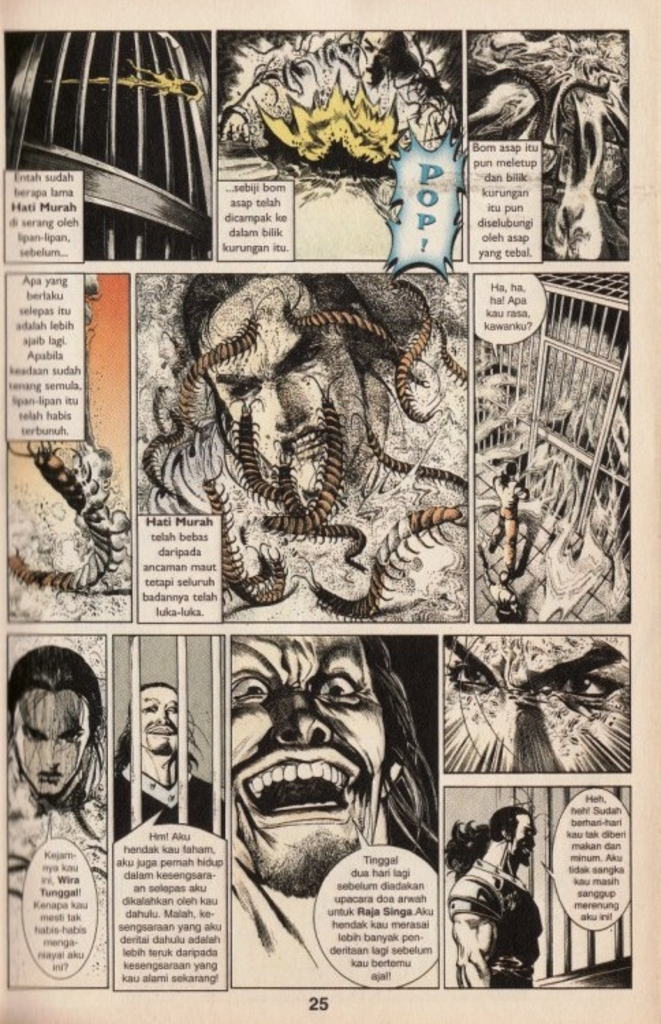 Entah sudah
berapa lama
Hati Murah
di serang oleh
lipan-lipan,
sebelum...
...sebiji bom
asap telah
dicampak ke
dalam bilik
kurungan itu.
POP!
Bom asap itu
pun meletup
dan bilik
kurungan
itu pun
diselubungi
oleh asap
yang tebal.
Apa yang
berlaku
selepas itu
adalah lebih
ajaib lagi.
Apabila
keadaan sudah
tenang semula,
lipan-lipan itu
telah habis
terbunuh.
Hati Murah
telah bebas
daripada
ancaman maut
tetapi seluruh
badannya telah
luka-luka.
Ha, ha,
ha! Apa
kau rasa,
kawanku?
Kejam-
nya kau
ini, Wira
Tunggal!
Kenapa kau
mesti tak
habis-habis
menga-
niayai aku
ini?
Hm! Aku
hendak kau faham,
aku juga pernah hidup
dalam kesengsara-
an selepas aku
dikalahkan oleh kau
dahulu. Malah, ke-
sengsaraan yang aku
deritai dahulu adalah
lebih teruk daripada
kesengsaraan yang
kau alami sekarang!
Tinggal
dua hari lagi
sebelum diadakan
upacara doa arwah
untuk Raja Singa. Aku
hendak kau merasai
lebih banyak pen-
deritaan lagi sebelum
kau bertemu
ajal!
Heh,
heh! Sudah
berhari-hari
kau tak diberi
makan dan
minum. Aku
tidak sangka
kau masih
sanggup
merenung
aku ini!
25